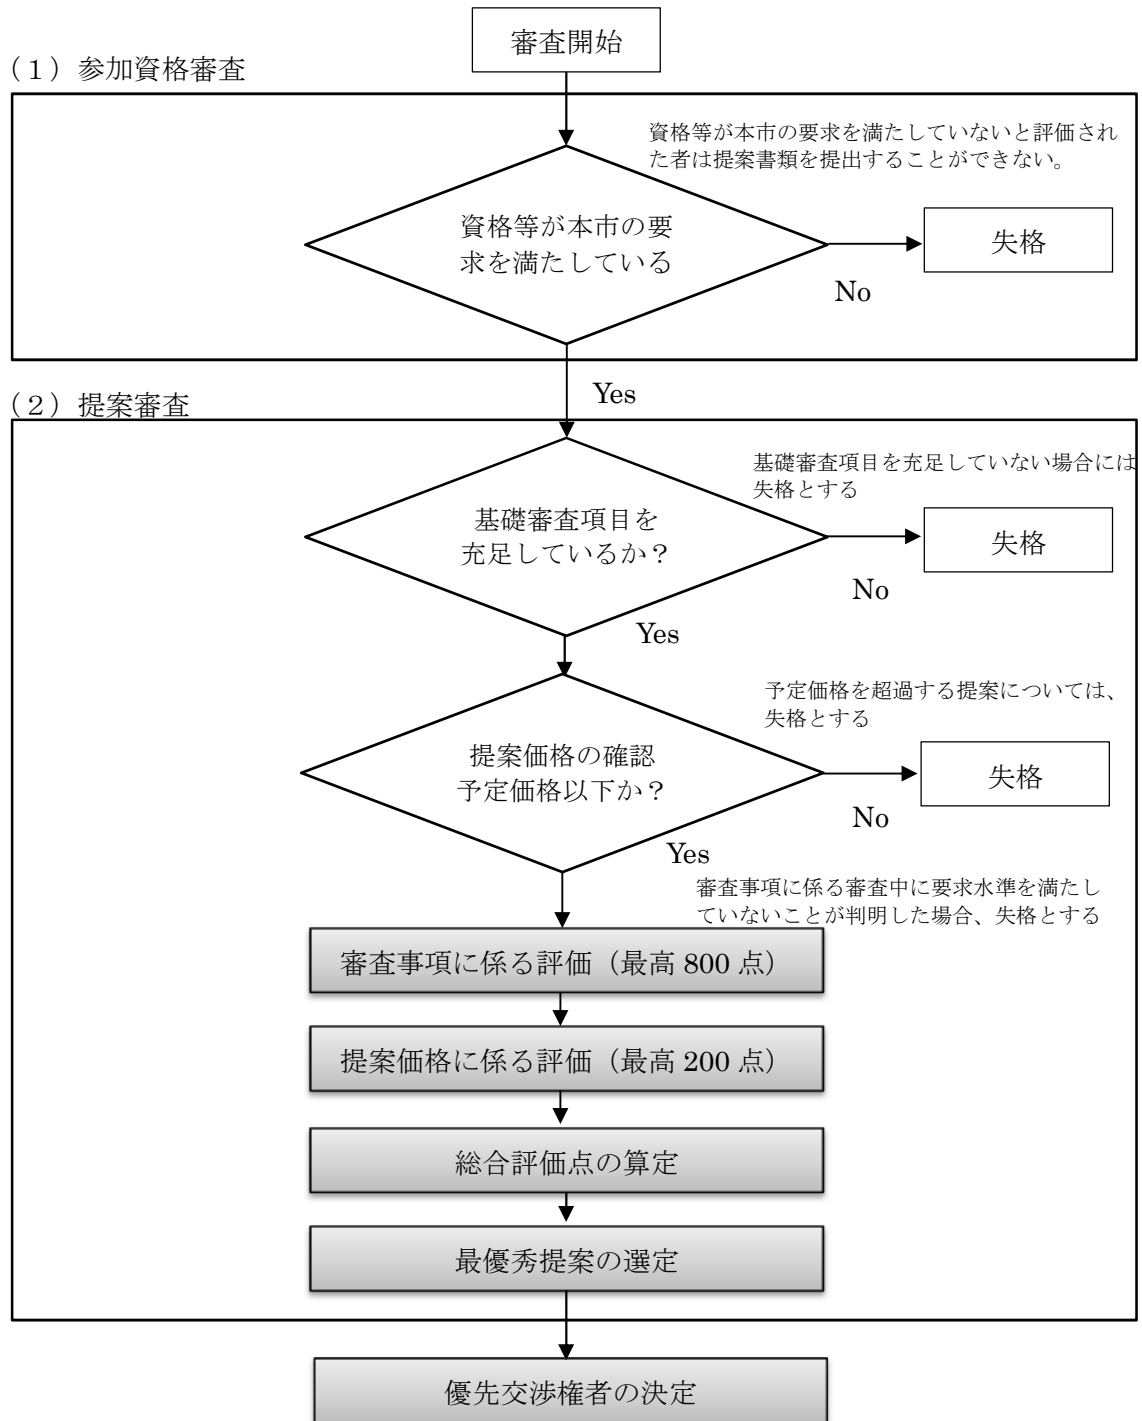 審査開始
（１）参加資格審査
資格等が本市の要求を満たしていないと評価され
た者は提案書類を提出することができない。
資格等が本市の要
求を満たしている
失格
No
Yes
（２）提案審査
基礎審査項目を充足していない場合には
失格とする
基礎審査項目を
充足しているか？
失格
No
Yes
予定価格を超過する提案については、
失格とする
提案価格の確認
予定価格以下か？
失格
No
Yes
審査事項に係る審査中に要求水準を満たし
ていないことが判明した場合、失格とする
審査事項に係る評価（最高 800 点）
提案価格に係る評価（最高 200 点）
総合評価点の算定
最優秀提案の選定
優先交渉権者の決定